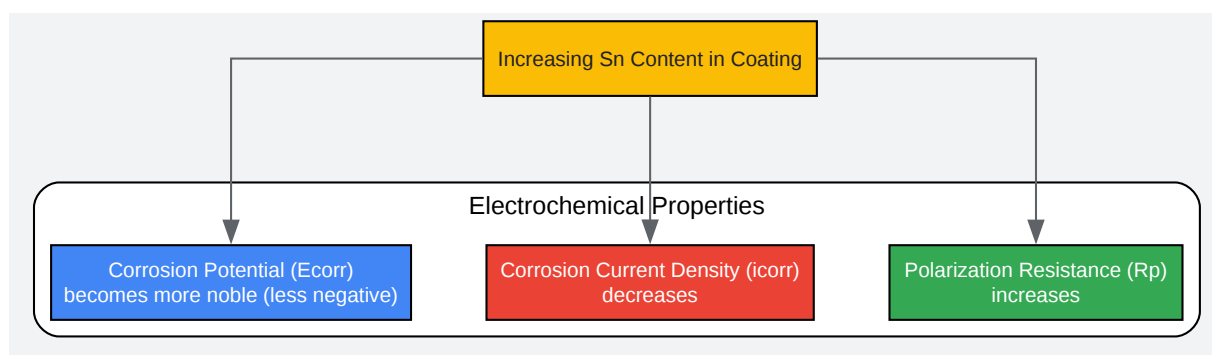 Increasing Sn Content in Coating
Electrochemical Properties
Corrosion Potential (Ecorr)
becomes more noble (less negative)
Corrosion Current Density (icorr)
decreases
Polarization Resistance (Rp)
increases